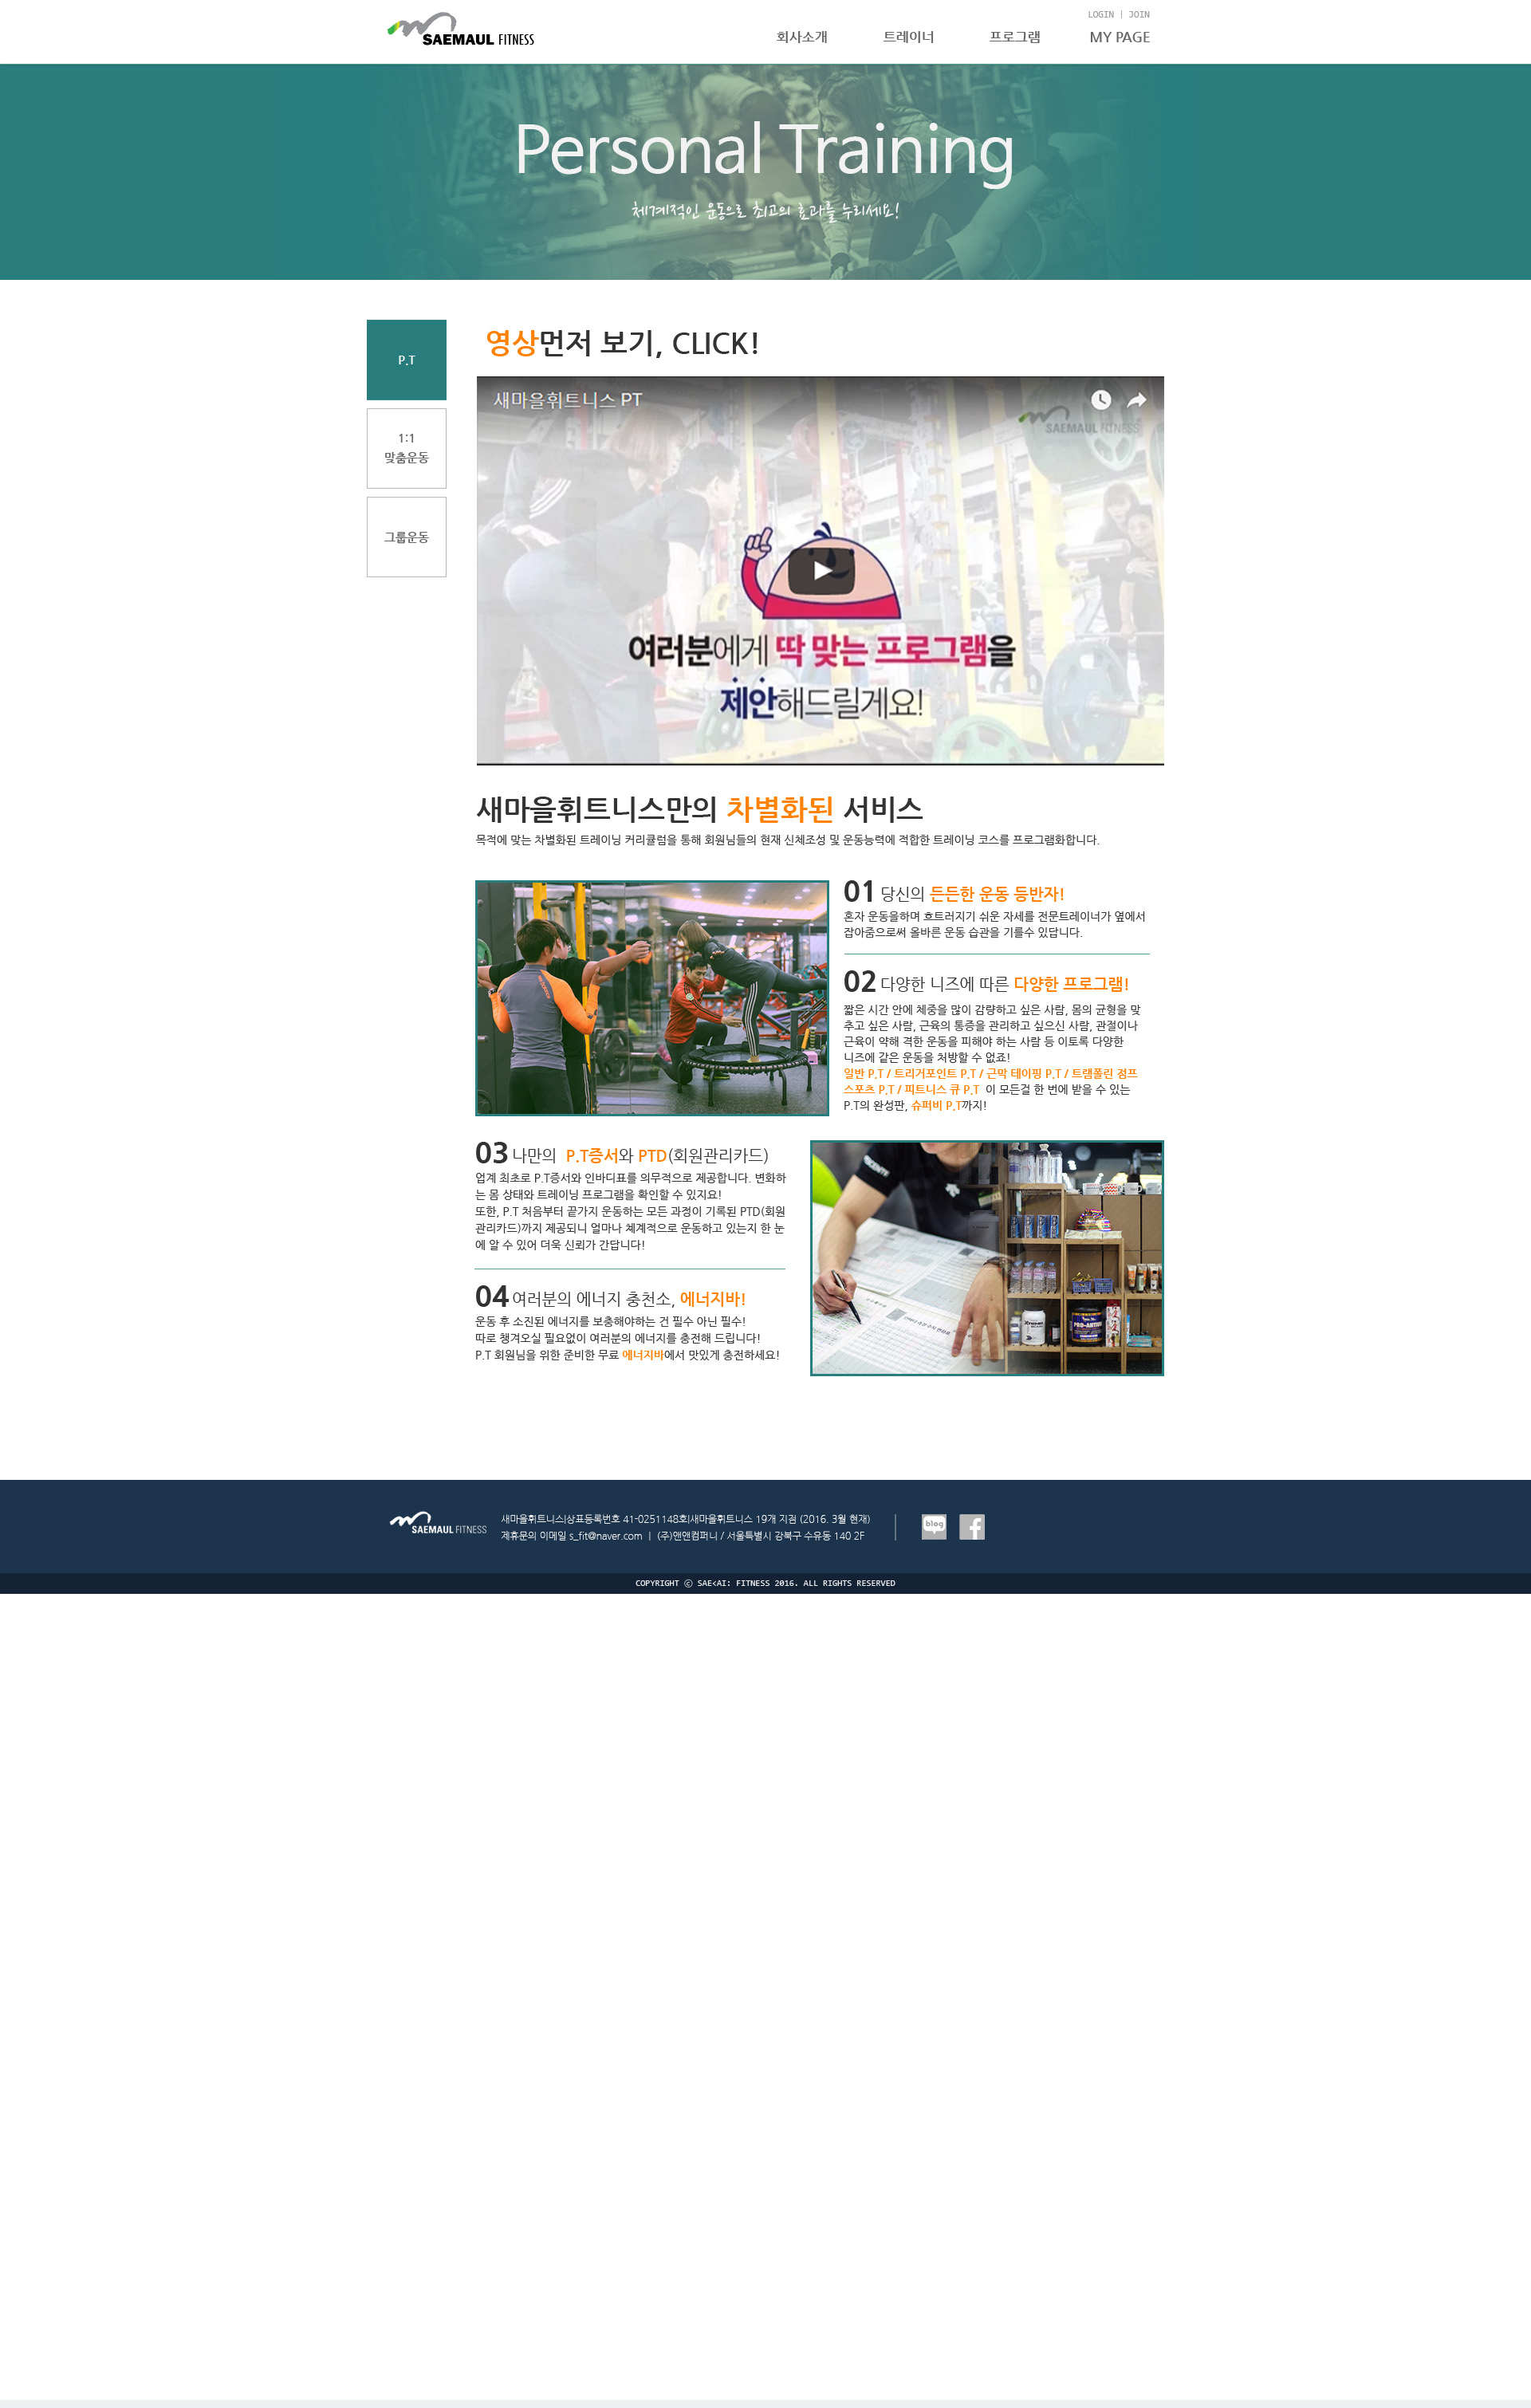 LOGIN | JOIN
SAEMAUL FITNESS
회사소개
트레이너
프로그램
MY PAGE
Personal Training
체계적인 운동으로 최고의 효과를 누리세요!
P.T
1:1
맞춤운동
그룹운동
영상먼저 보기, CLICK!
새마을휘트니스 PT
SAEMAUL FITNESS
여러분에게 딱 맞는 프로그램을
제안해드릴게요!
새마을휘트니스만의 차별화된 서비스
목적에 맞는 차별화된 트레이닝 커리큘럼을 통해 회원님들의 현재 신체조성 및 운동능력에 적합한 트레이닝 코스를 프로그램화합니다.
01 당신의 든든한 운동 등반자!
혼자 운동을하며 흐트러지기 쉬운 자세를 전문트레이너가 옆에서
잡아줌으로써 올바른 운동 습관을 기를수 있답니다.
02 다양한 니즈에 따른 다양한 프로그램!
짧은 시간 안에 체중을 많이 감량하고 싶은 사람, 몸의 균형을 맞
추고 싶은 사람, 근육의 통증을 관리하고 싶으신 사람, 관절이나
근육이 약해 격한 운동을 피해야 하는 사람 등 이토록 다양한
니즈에 같은 운동을 처방할 수 없죠!
일반 P.T / 트리거포인트 P.T / 근막 테이핑 P.T / 트램폴린 점프
스포츠 P.T / 피트니스 큐 P.T 이 모든걸 한 번에 받을 수 있는
P.T의 완성판, 슈퍼비 P.T까지!
03 나만의 P.T증서와 PTD(회원관리카드)
업계 최초로 P.T증서와 인바디표를 의무적으로 제공합니다. 변화하
는 몸 상태와 트레이닝 프로그램을 확인할 수 있지요!
또한, P.T 처음부터 끝가지 운동하는 모든 과정이 기록된 PTD(회원
관리카드)까지 제공되니 얼마나 체계적으로 운동하고 있는지 한 눈
에 알 수 있어 더욱 신뢰가 간답니다!
04 여러분의 에너지 충천소, 에너지바!
운동 후 소진된 에너지를 보충해야하는 건 필수 아닌 필수!
따로 챙겨오실 필요없이 여러분의 에너지를 충전해 드립니다!
P.T 회원님을 위한 준비한 무료 에너지바에서 맛있게 충전하세요!
PRO-ANTIUM
SAEMAUL FITNESS
새마을휘트니스|상표등록번호 41-0251148호|새마을휘트니스 19개 지점 (2016. 3월 현재)
제휴문의 이메일 s_fit@naver.com | (주)앤앤컴퍼니 / 서울특별시 강북구 수유동 140 2F
blog
COPYRIGHT ⓒ SAE<AI: FITNESS 2016. ALL RIGHTS RESERVED